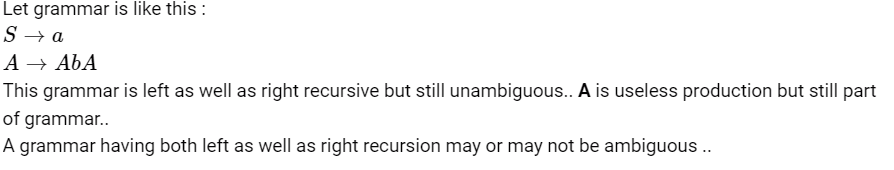 Let grammar is like this :
S → a
A → AbA
This grammar is left as well as right recursive but still unambiguous.. A is useless production but still part
of grammar..
A grammar having both left as well as right recursion may or may not be ambiguous ..